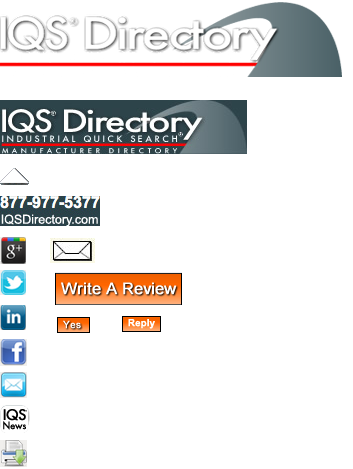 IQS® Directory
IQS® Directory
INDUSTRIAL QUICK SEARCH®
MANUFACTURER DIRECTORY
877-977-5377
IQSDirectory.com
g+
Write A Review
in
Yes Reply
f
IQS
News